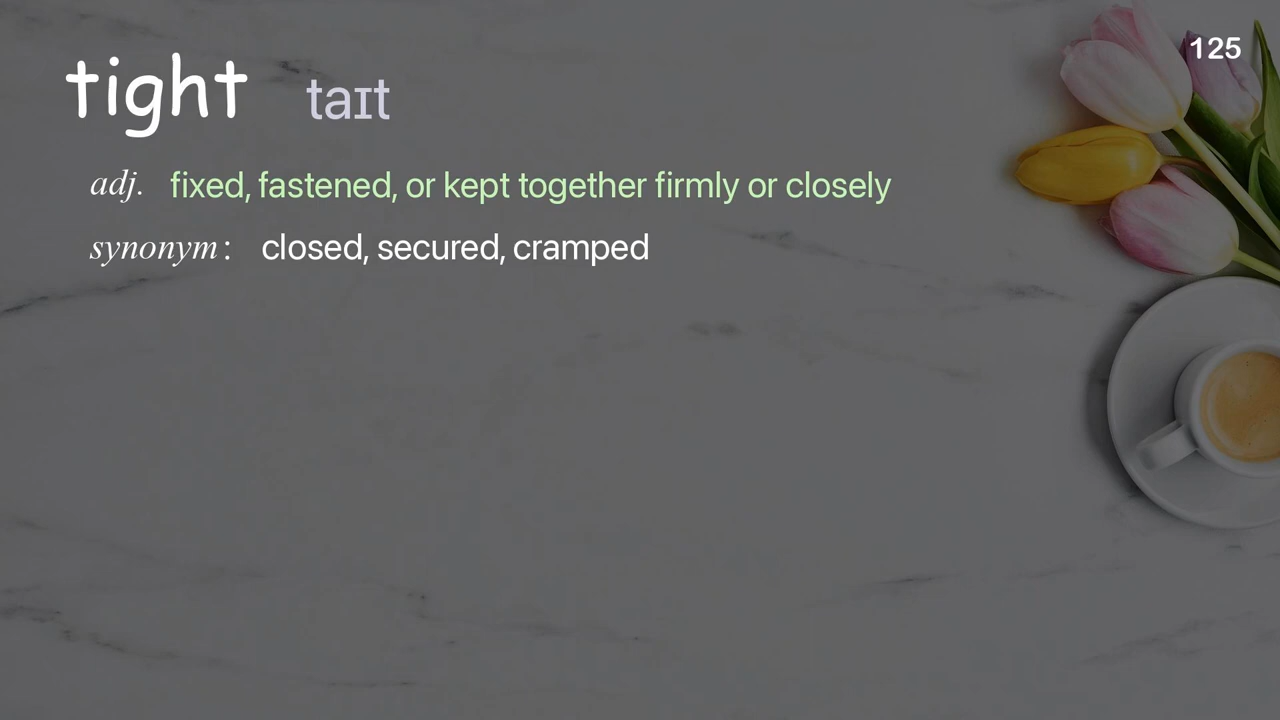 125
tight taɪt
adj. fixed, fastened, or kept together firmly or closely
synonym: closed, secured, cramped